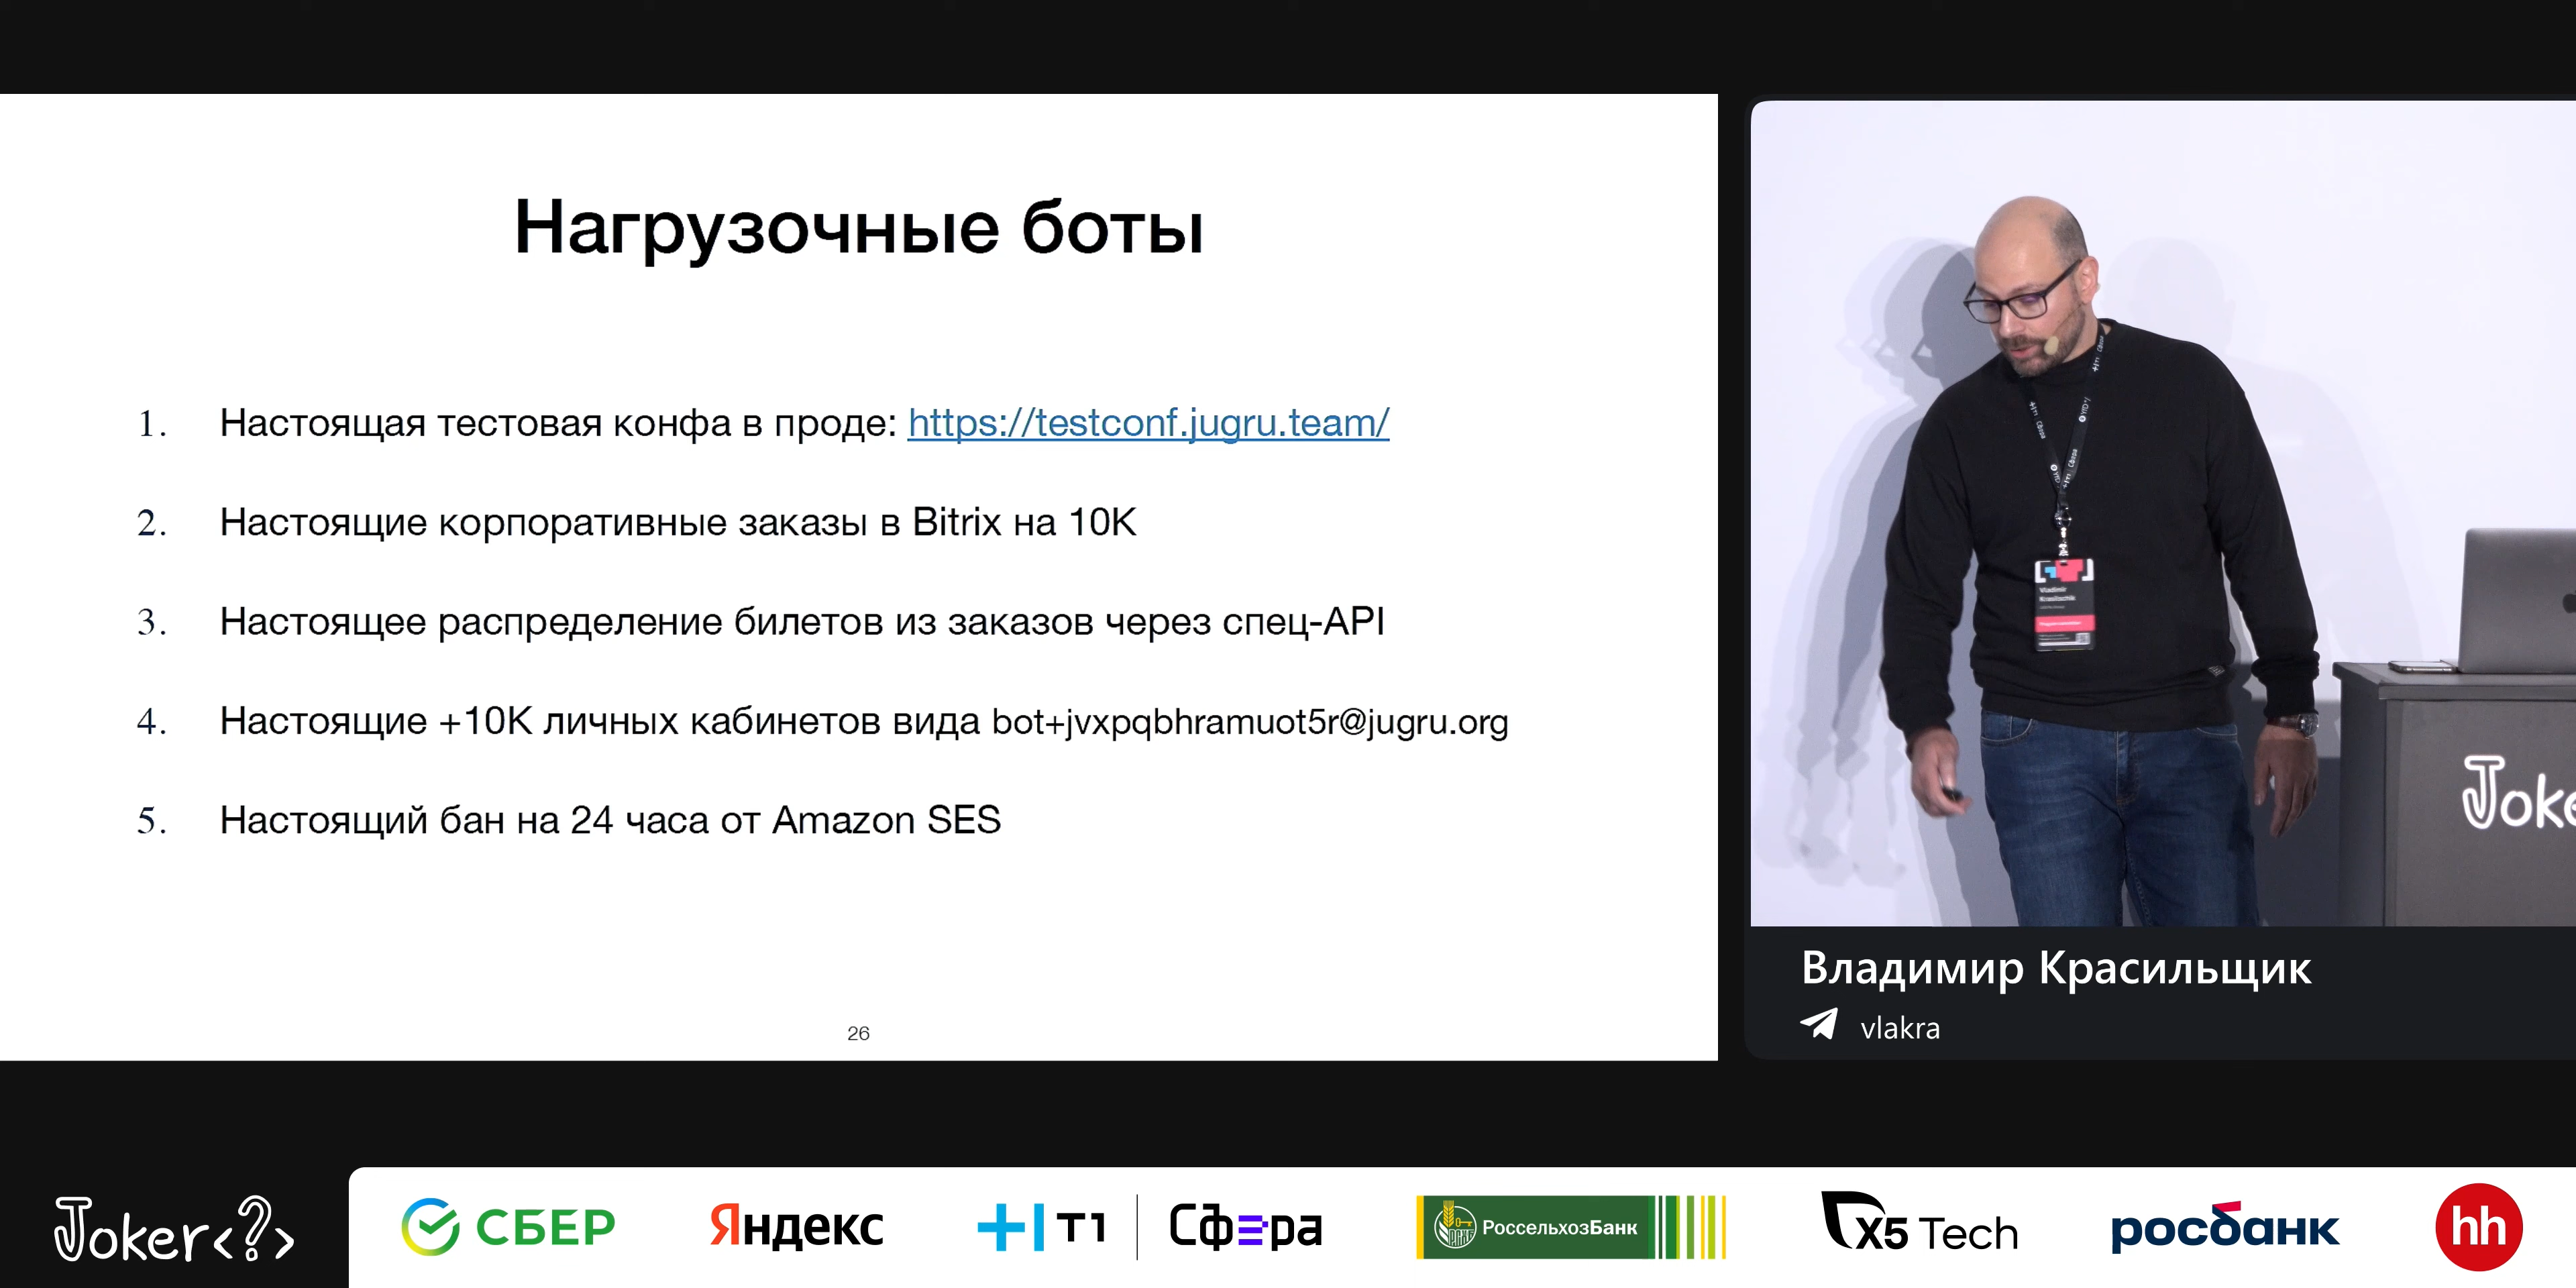 Нагрузочные боты
1. Настоящая тестовая конфа в проде: https://testconf.jugru.team/
2. Настоящие корпоративные заказы в Bitrix на 10K
3. Настоящее распределение билетов из заказов через спец-API
4. Настоящие +10K личных кабинетов вида bot+jvxpqbhramuot5r@jugru.org
5. Настоящий бан на 24 часа от Amazon SES
26
Vladimir
Krasilschik
Joke
Владимир Красильщик
vlakra
Joker<?>
СБЕР
Яндекс
Т1
Сфера
РоссельхозБанк
X5 Tech
росбанк
hh